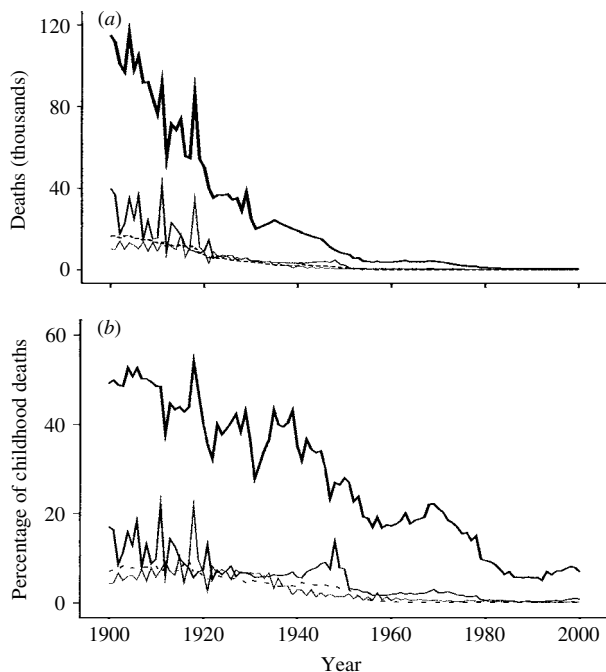 (a)
120
80
40
0
Deaths (thousands)
(b)
60
40
20
0
Percentage of childhood deaths
1900 1920 1940 1960 1980 2000
Year